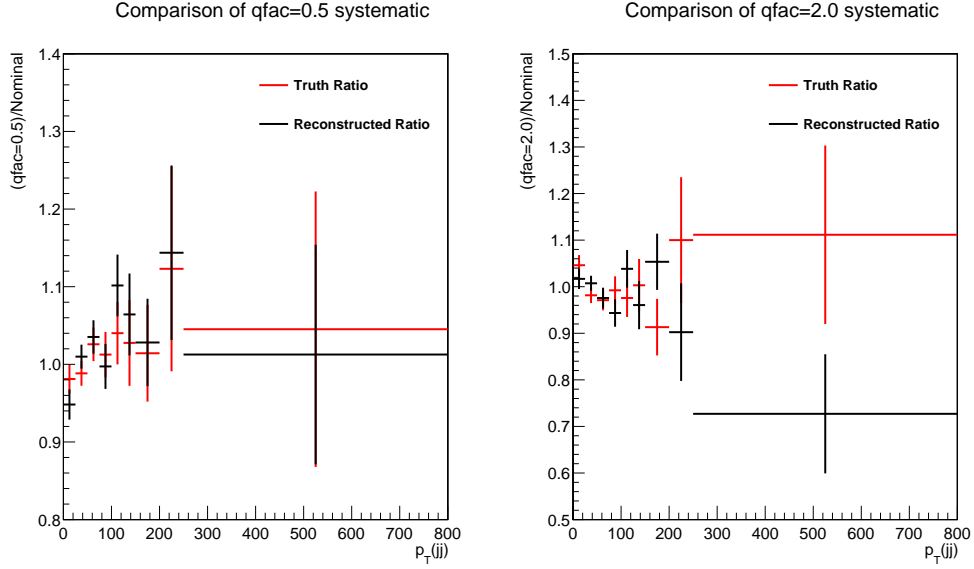 Comparison of qfac=0.5 systematic
(qfac=0.5)/Nominal
1.4
1.3
1.2
1.1
1.0
0.9
0.8
Truth Ratio
Reconstructed Ratio
0 100 200 300 400 500 600 700 800
p_T(jj)
Comparison of qfac=2.0 systematic
(qfac=2.0)/Nominal
1.5
1.4
1.3
1.2
1.1
1.0
0.9
0.8
0.7
0.6
0.5
Truth Ratio
Reconstructed Ratio
0 100 200 300 400 500 600 700 800
p_T(jj)